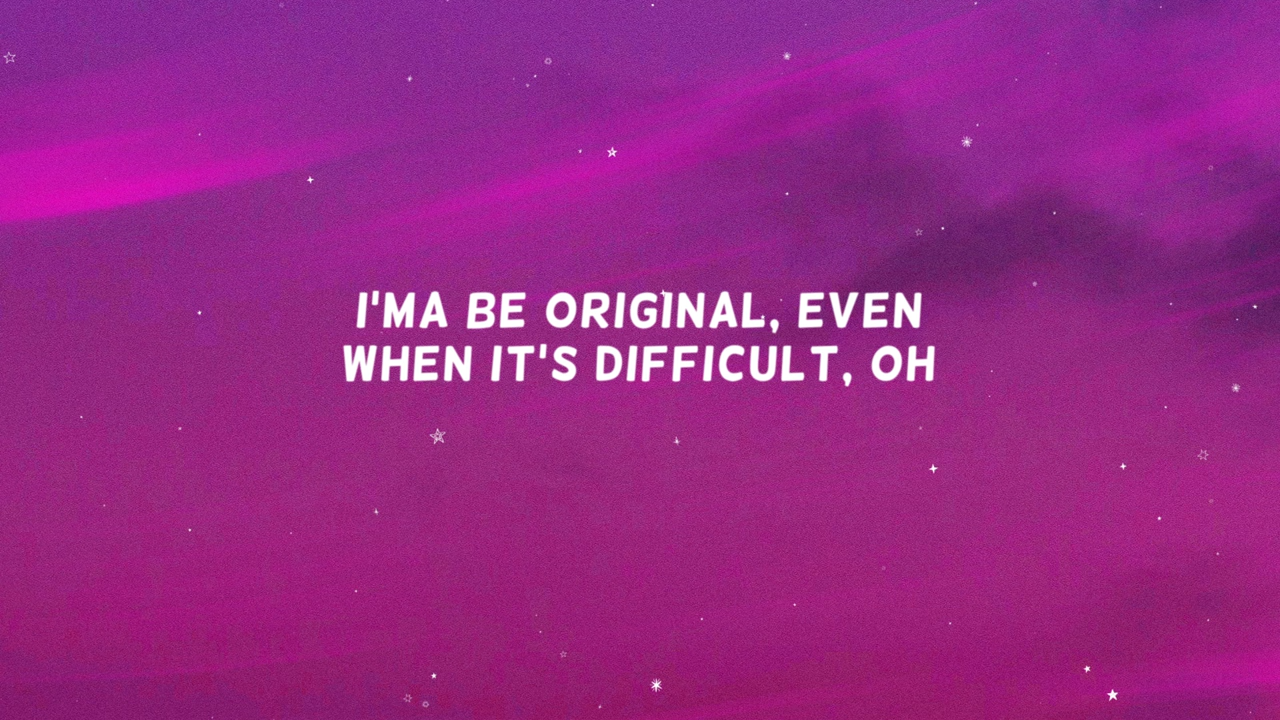 I'MA BE ORIGINAL, EVEN
WHEN IT'S DIFFICULT, OH